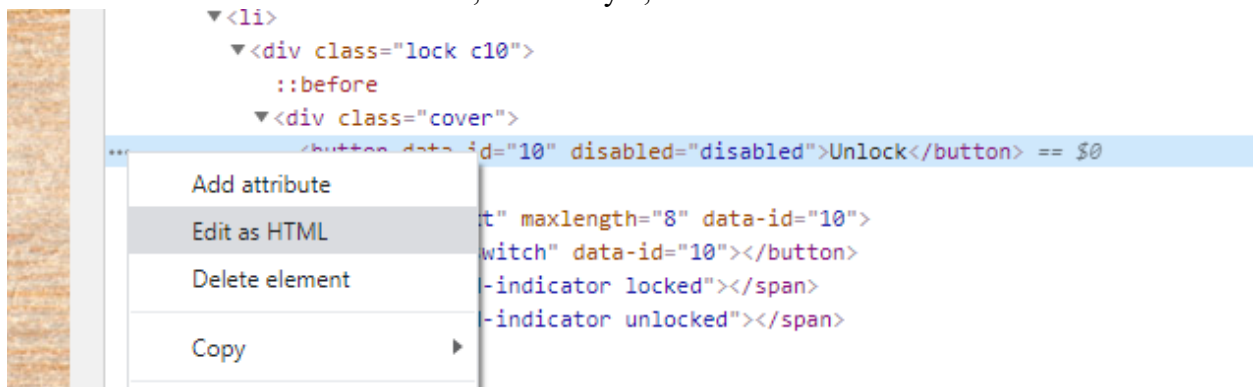 ▼<li>
▼<div class="lock c10">
::before
▼<div class="cover">
<button data-id="10" disabled="disabled">Unlock</button> == $0
Add attribute
Edit as HTML
t" maxlength="8" data-id="10">
witch" data-id="10"></button>
Delete element
-indicator locked"></span>
-indicator unlocked"></span>
Copy